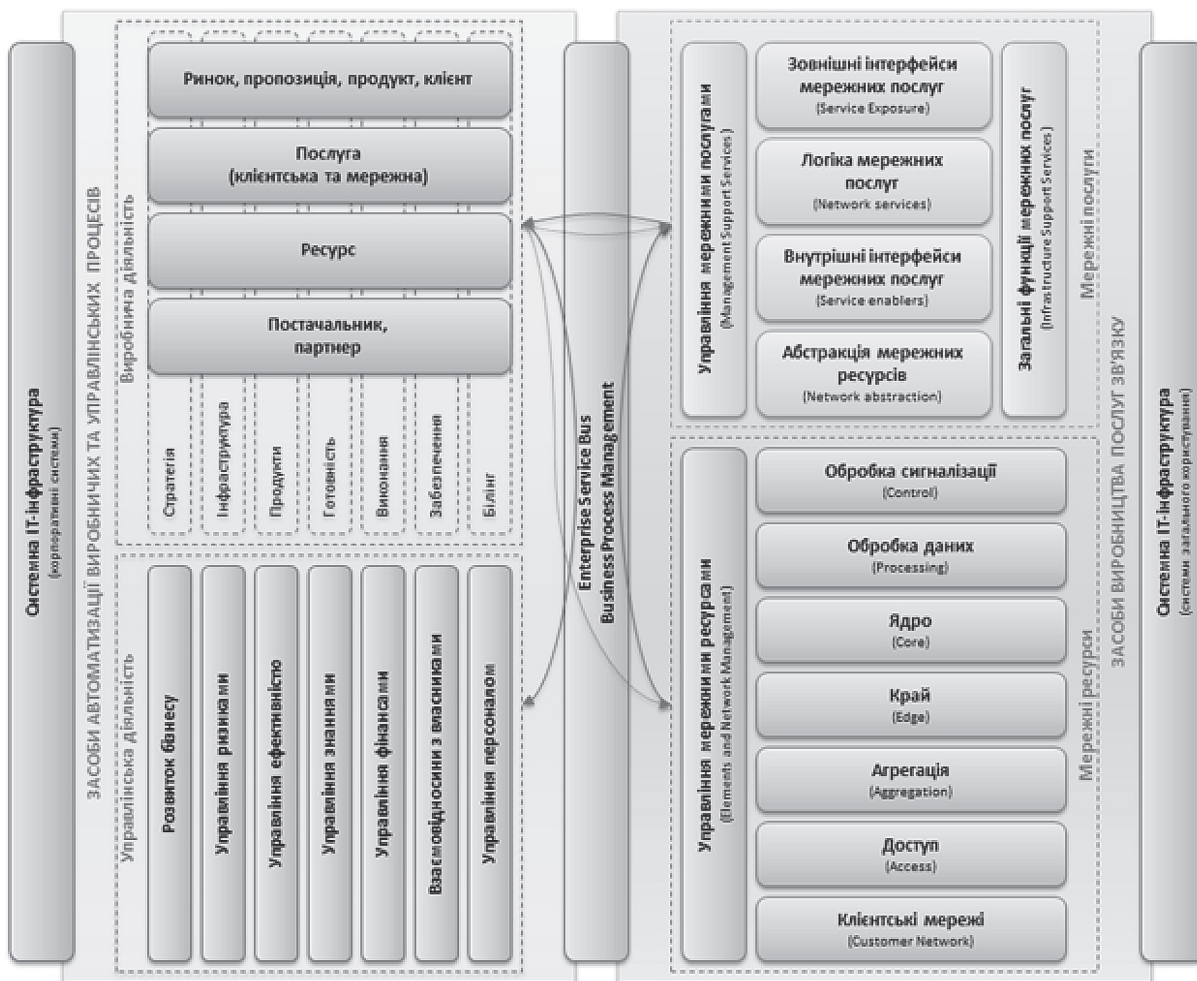 Системна ІТ-інфраструктура
(корпоративні системи)
ЗАСОБИ АВТОМАТИЗАЦІЇ ВИРОБНИЧИХ ТА УПРАВЛІНСЬКИХ ПРОЦЕСІВ
Виробнича діяльність
Ринок, пропозиція, продукт, клієнт
Послуга
(клієнтська та мережна)
Ресурс
Постачальник,
партнер
Стратегія
Інфраструктура
Продукти
Готовність
Виконання
Забезпечення
Білінг
Управлінська діяльність
Розвиток бізнесу
Управління ризиками
Управління ефективністю
Управління знаннями
Управління фінансами
Взаємовідносини з власниками
Управління персоналом
Enterprise Service Bus
Business Process Management
Управління мережними послугами
(Management Support Services)
Зовнішні інтерфейси
мережних послуг
(Service Exposure)
Логіка мережних
послуг
(Network services)
Внутрішні інтерфейси
мережних послуг
(Service enablers)
Абстракція мережних
ресурсів
(Network abstraction)
Загальні функції мережних послуг
(Infrastructure Support Services)
Мережні послуги
Управління мережними ресурсами
(Elements and Network Management)
Обробка сигналізації
(Control)
Обробка даних
(Processing)
Ядро
(Core)
Край
(Edge)
Агрегація
(Aggregation)
Доступ
(Access)
Клієнтські мережі
(Customer Network)
Мережні ресурси
ЗАСОБИ ВИРОБНИЦТВА ПОСЛУГ ЗВ'ЯЗКУ
Системна ІТ-інфраструктура
(системи загального користування)